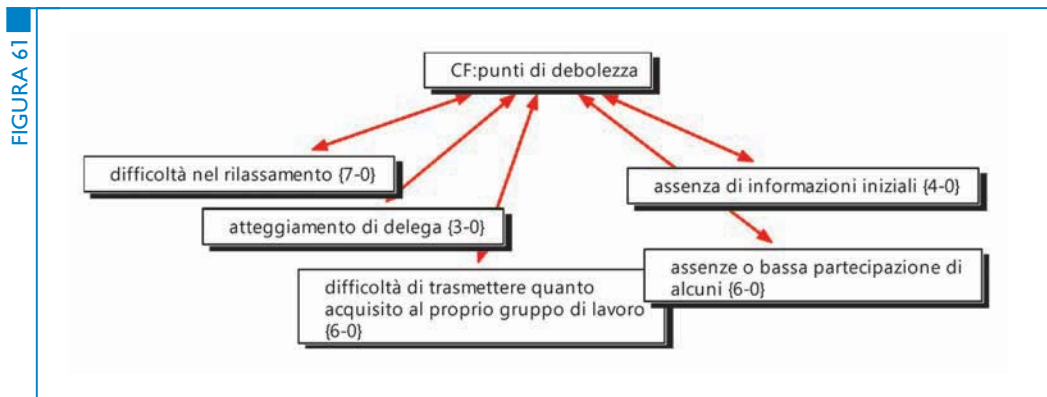 FIGURA 61
CF:punti di debolezza
difficoltà nel rilassamento {7-0}
assenza di informazioni iniziali {4-0}
atteggiamento di delega {3-0}
assenze o bassa partecipazione di
alcuni {6-0}
difficoltà di trasmettere quanto
acquisito al proprio gruppo di lavoro
{6-0}